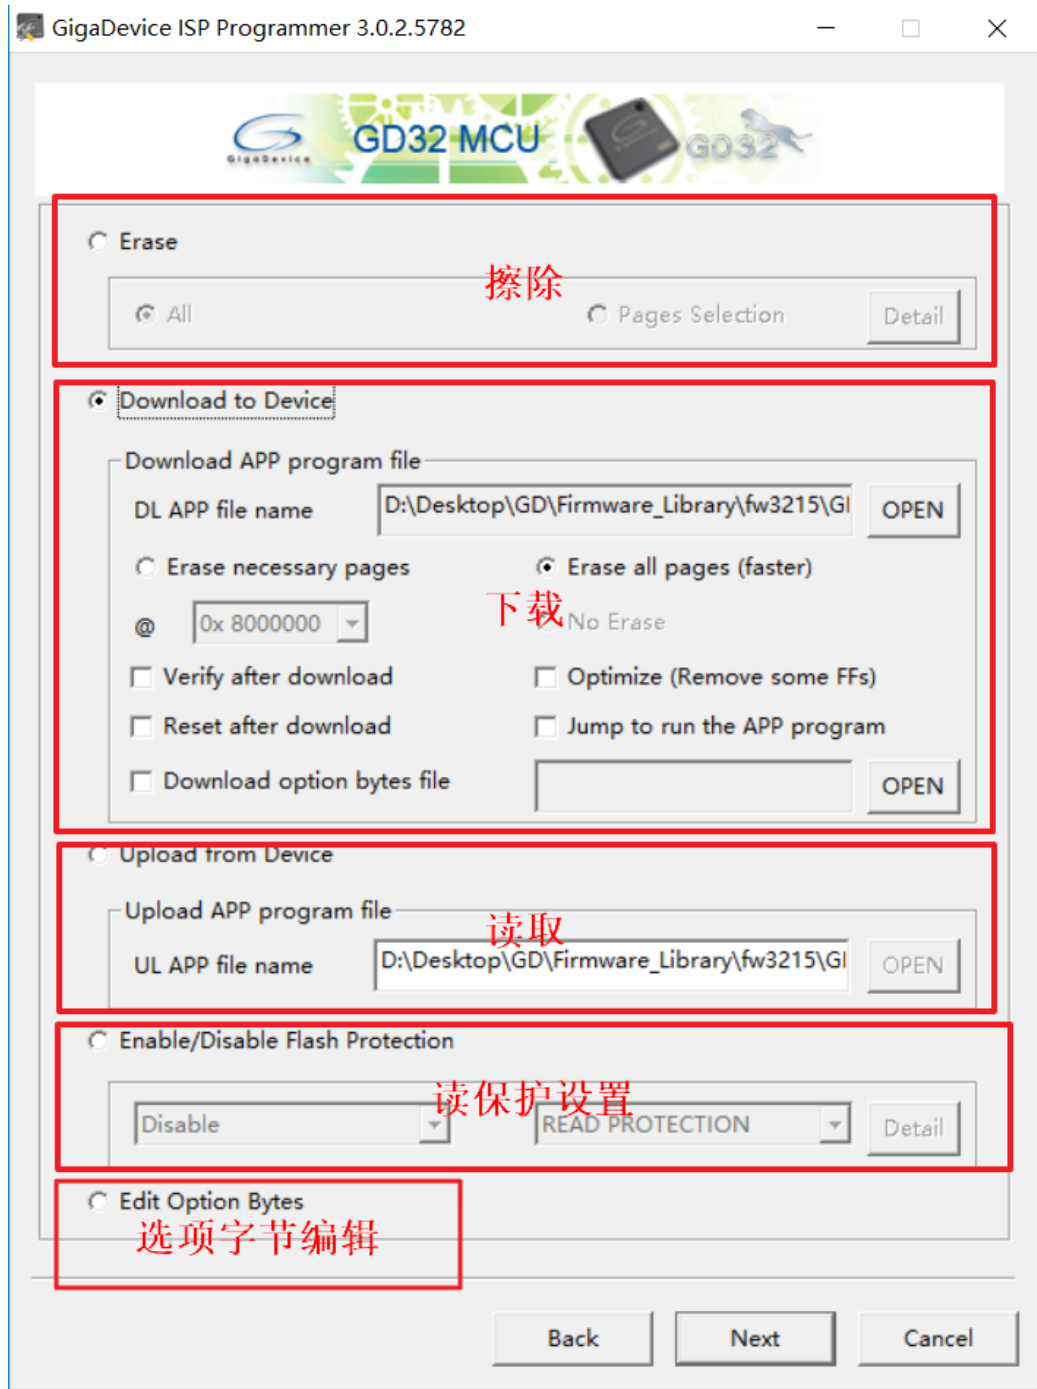 GigaDevice ISP Programmer 3.0.2.5782
GigaDevice
GD32 MCU
GD32
Erase
擦除
All
Pages Selection
Detail
Download to Device
Download APP program file
DL APP file name
D:\Desktop\GD\Firmware_Library\fw3215\GI
OPEN
Erase necessary pages
Erase all pages (faster)
下载
@
0x 8000000
No Erase
Verify after download
Optimize (Remove some FFs)
Reset after download
Jump to run the APP program
Download option bytes file
OPEN
Upload from Device
Upload APP program file
读取
UL APP file name
D:\Desktop\GD\Firmware_Library\fw3215\GI
OPEN
Enable/Disable Flash Protection
读保护设置
Disable
READ PROTECTION
Detail
Edit Option Bytes
选项字节编辑
Back
Next
Cancel